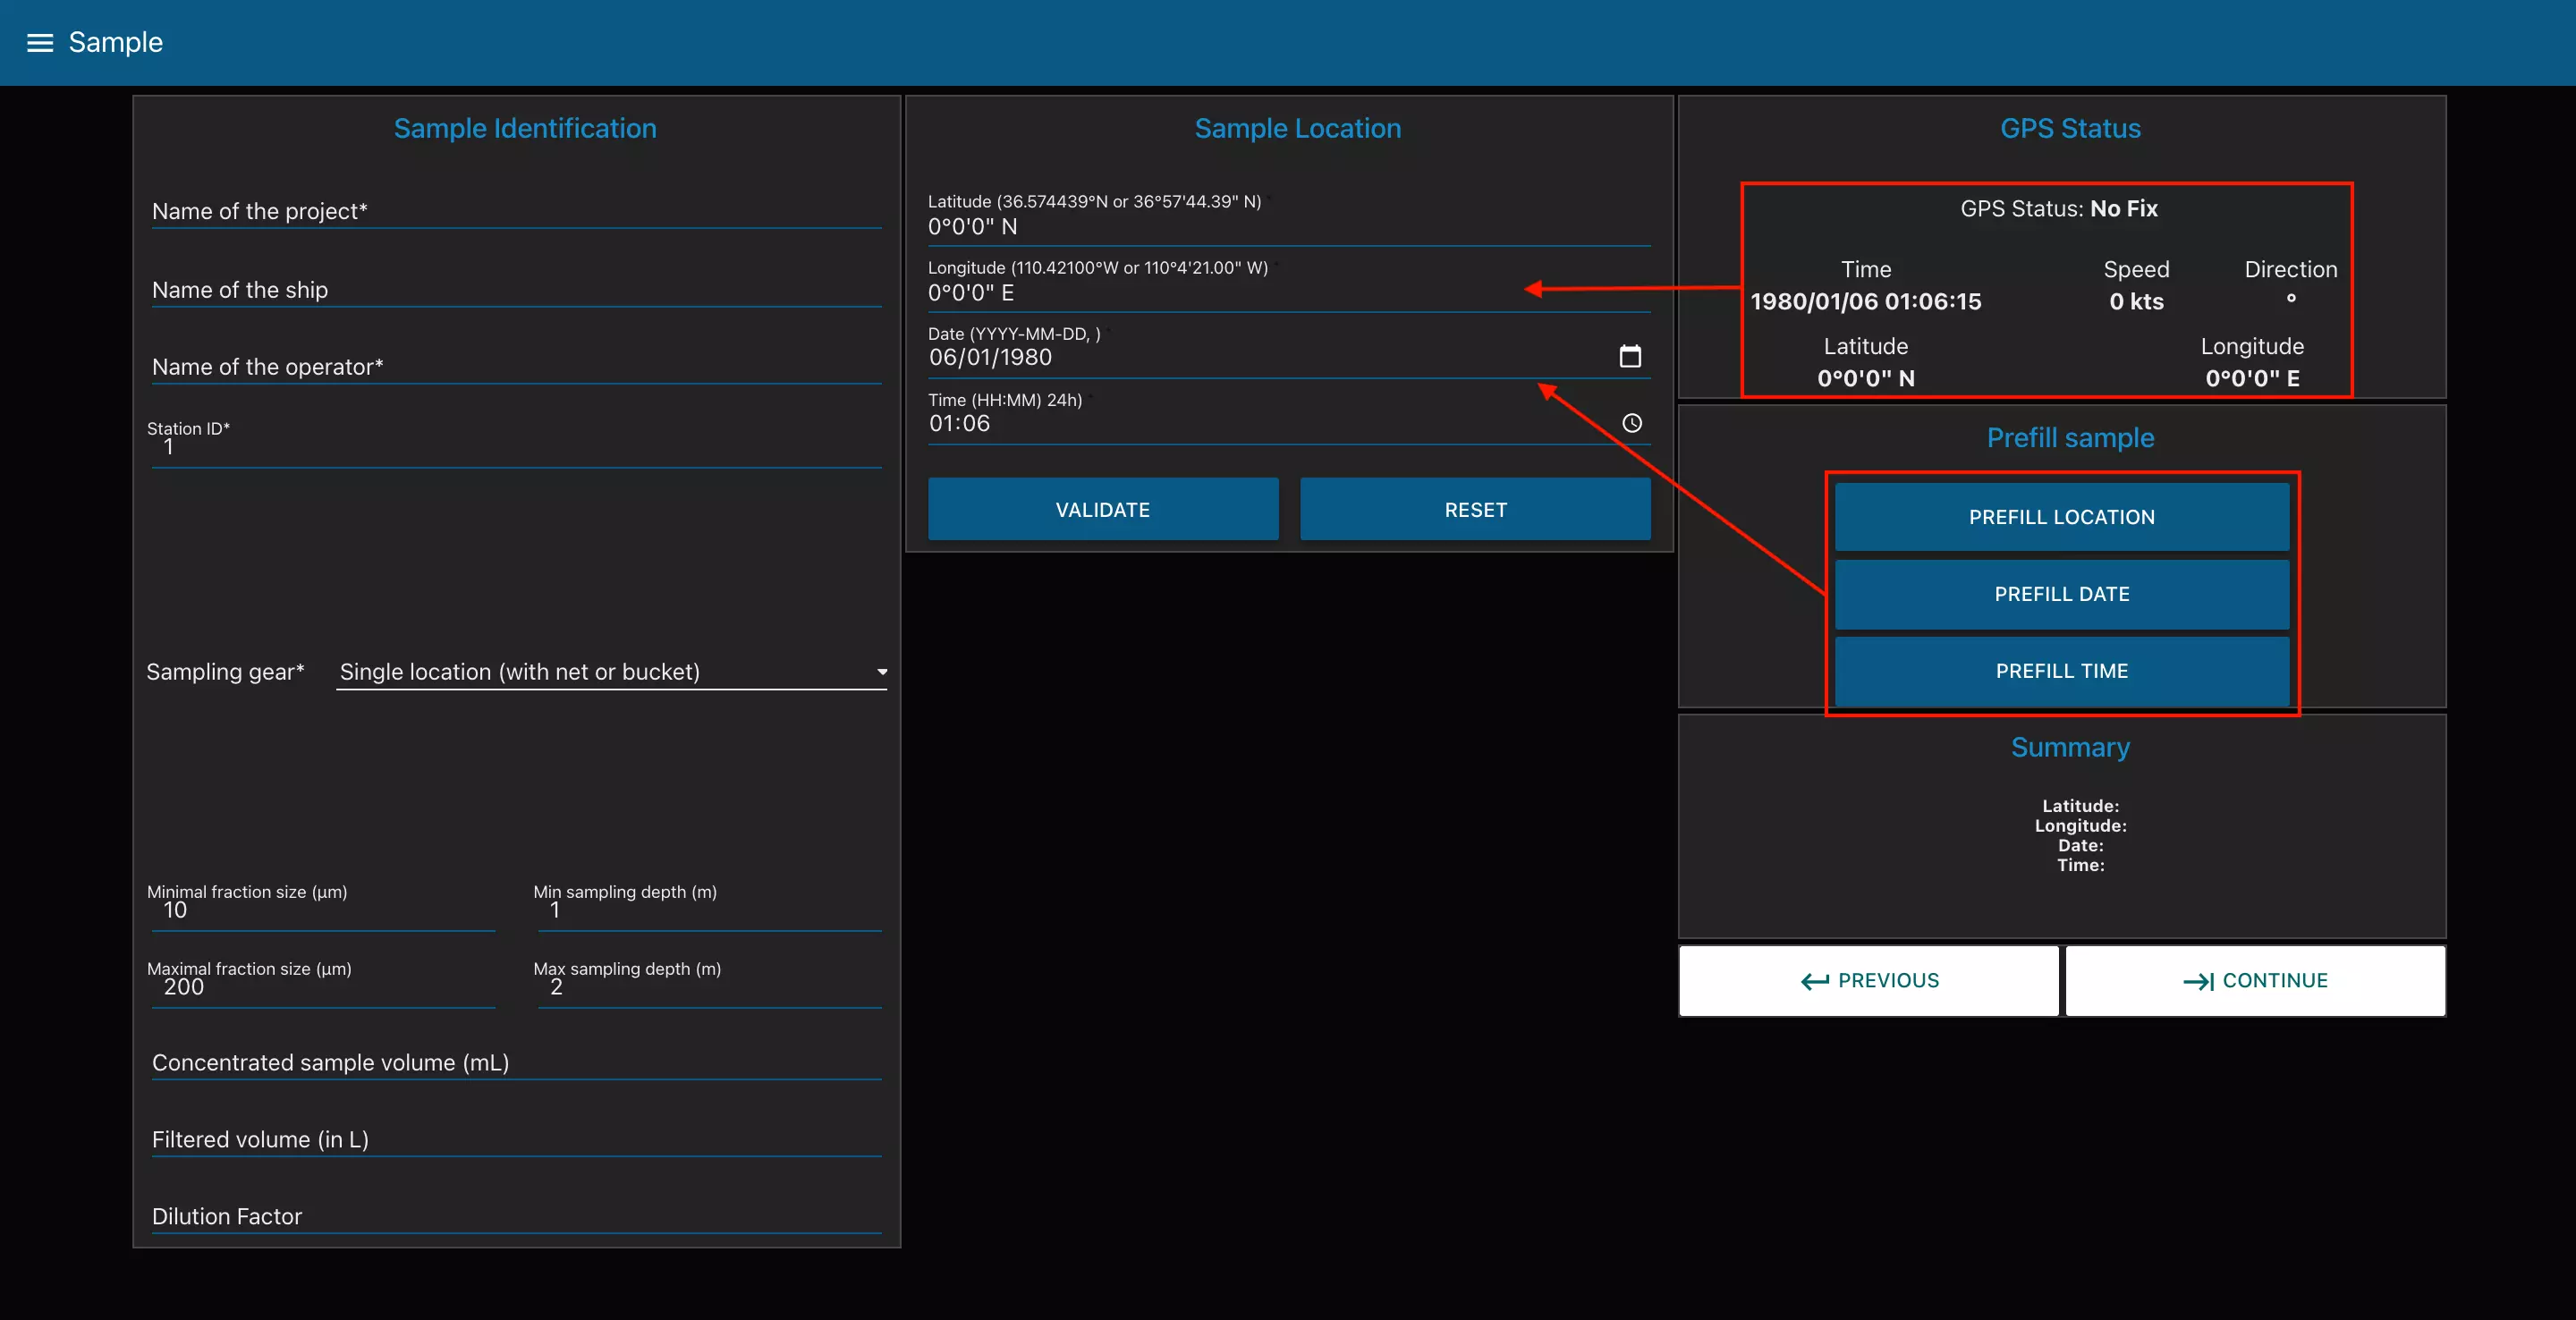 Sample
Sample Identification
Name of the project*
Name of the ship
Name of the operator*
Station ID*
1
Sampling gear* Single location (with net or bucket)
Minimal fraction size (μm) Min sampling depth (m)
10 1
Maximal fraction size (μm) Max sampling depth (m)
200 2
Concentrated sample volume (mL)
Filtered volume (in L)
Dilution Factor
Sample Location
Latitude (36.574439°N or 36°57'44.39" N) *
0°0'0" N
Longitude (110.42100°W or 110°4'21.00" W) *
0°0'0" E
Date (YYYY-MM-DD, ) *
06/01/1980
Time (HH:MM) 24h) *
01:06
VALIDATE RESET
GPS Status
GPS Status: No Fix
Time Speed Direction
1980/01/06 01:06:15 0 kts °
Latitude Longitude
0°0'0" N 0°0'0" E
Prefill sample
PREFILL LOCATION
PREFILL DATE
PREFILL TIME
Summary
Latitude:
Longitude:
Date:
Time:
PREVIOUS CONTINUE